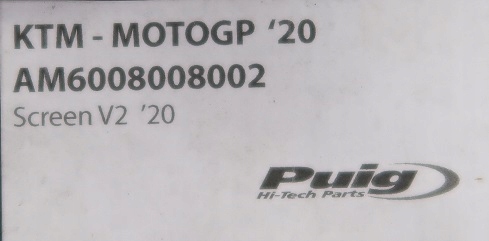 KTM - MOTOGP ‘20
AM6008008002
Screen V2 ’20
Puig
Hi-Tech Parts